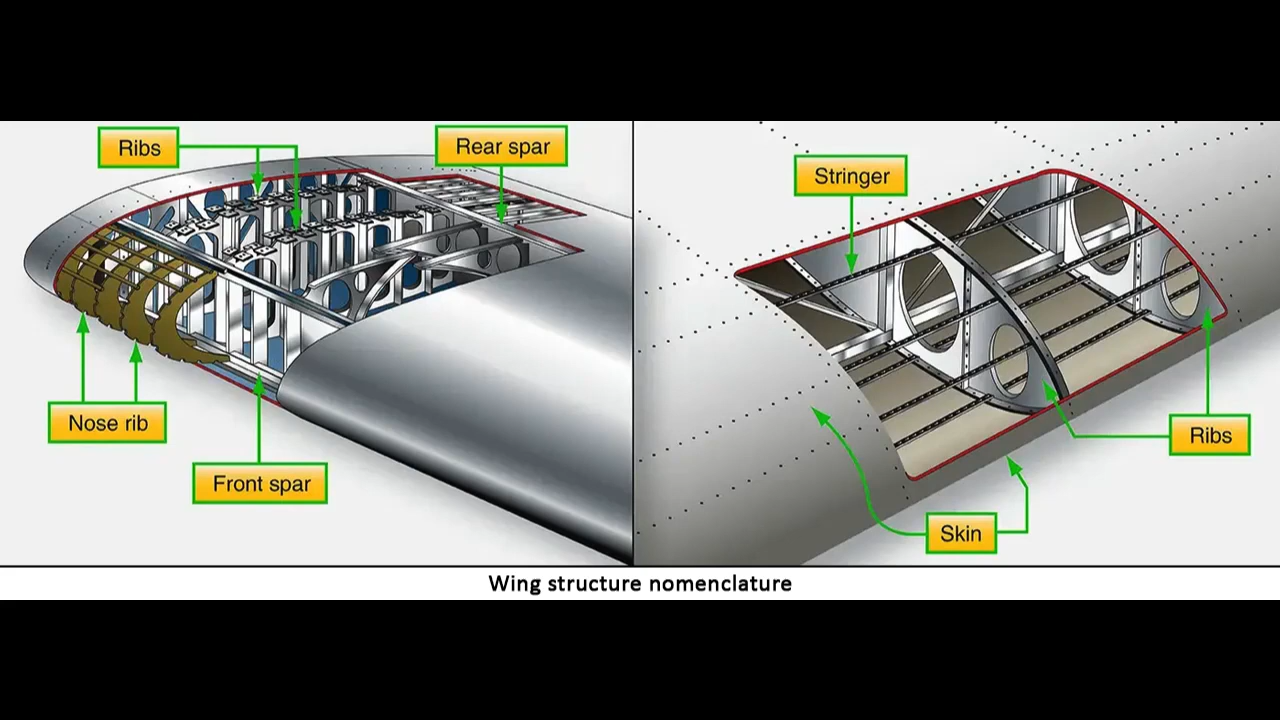 Ribs
Rear spar
Nose rib
Front spar
Stringer
Ribs
Skin
Wing structure nomenclature